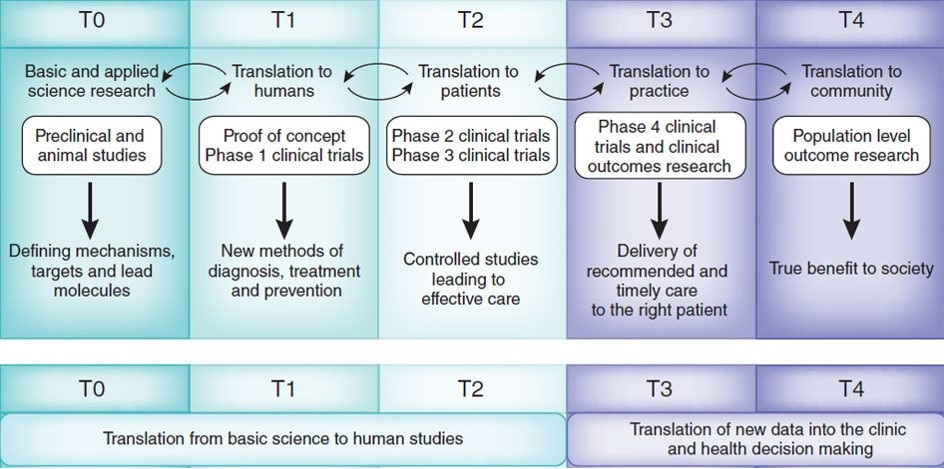 T0
T1
T2
T3
T4
Basic and applied
science research
Translation to
humans
Translation to
patients
Translation to
practice
Translation to
community
Preclinical and
animal studies
Proof of concept
Phase 1 clinical trials
Phase 2 clinical trials
Phase 3 clinical trials
Phase 4 clinical
trials and clinical
outcomes research
Population level
outcome research
Defining mechanisms,
targets and lead
molecules
New methods of
diagnosis, treatment
and prevention
Controlled studies
leading to
effective care
Delivery of
recommended and
timely care
to the right patient
True benefit to society
T0
T1
T2
T3
T4
Translation from basic science to human studies
Translation of new data into the clinic
and health decision making